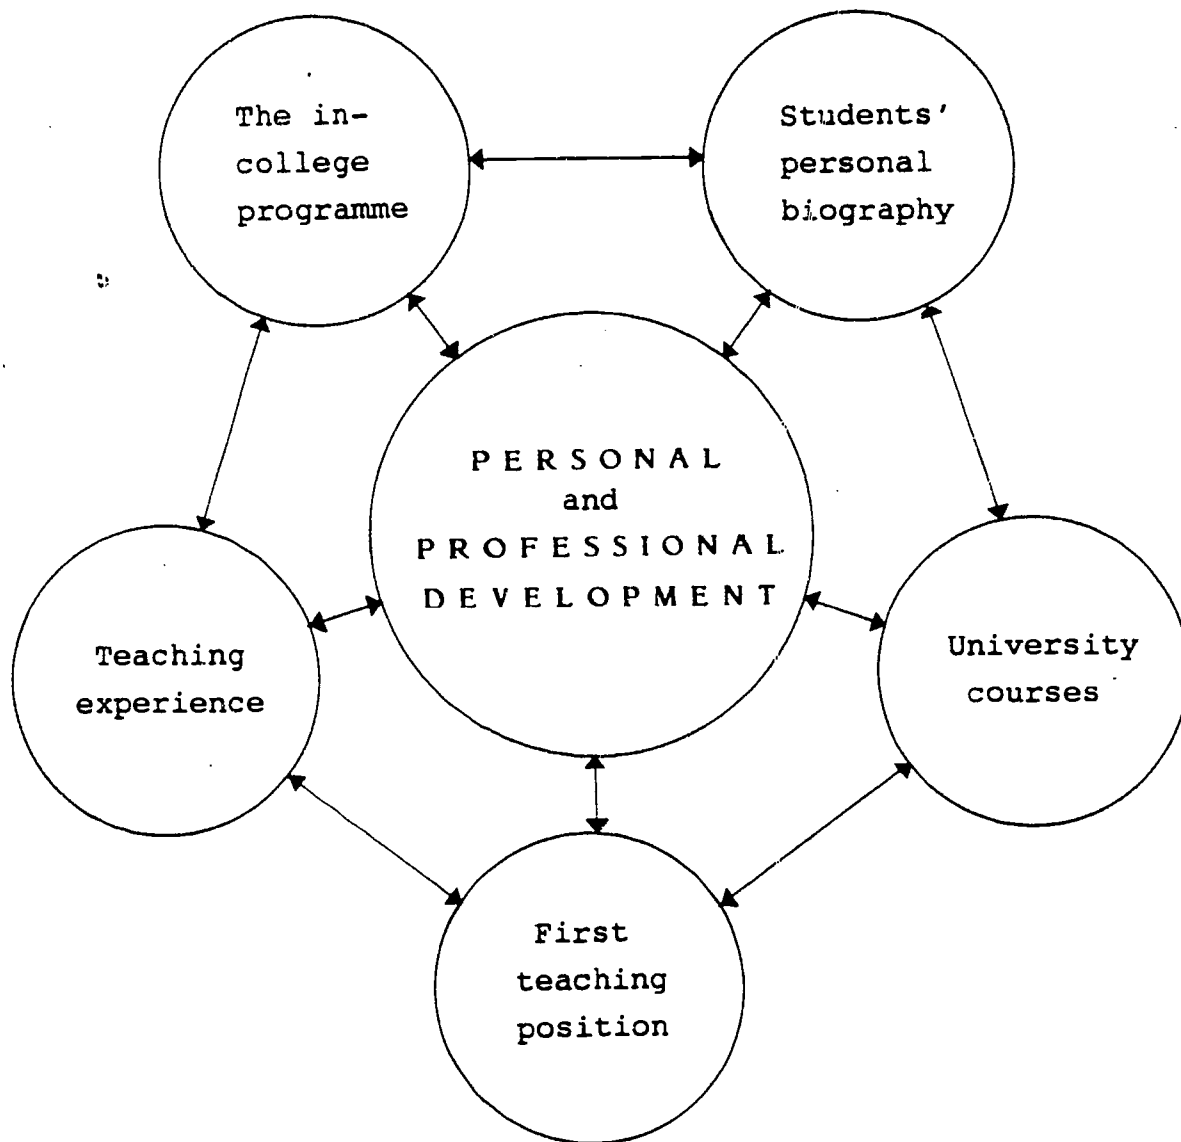 The in-
college
programme
Students'
personal
biography
PERSONAL
and
PROFESSIONAL
DEVELOPMENT
Teaching
experience
University
courses
First
teaching
position